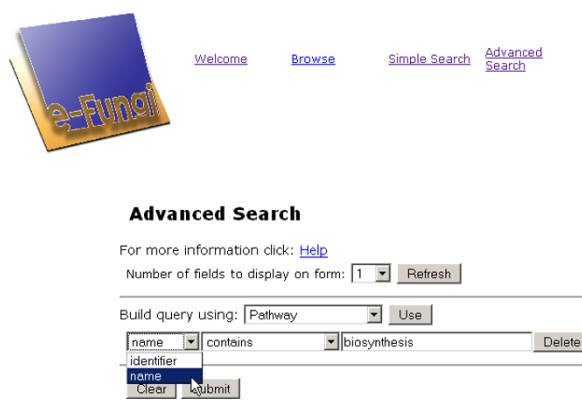 e-Fungi
Welcome Browse Simple Search Advanced Search
Advanced Search
For more information click: Help
Number of fields to display on form: 1 Refresh
Build query using: Pathway Use
name contains biosynthesis Delete
identifier
name
Clear Submit